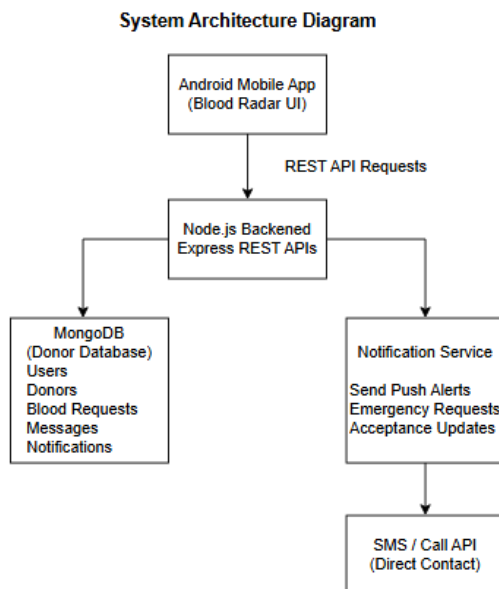 System Architecture Diagram
Android Mobile App
(Blood Radar UI)
REST API Requests
Node.js Backened
Express REST APIs
MongoDB
(Donor Database)
Users
Donors
Blood Requests
Messages
Notifications
Notification Service
Send Push Alerts
Emergency Requests
Acceptance Updates
SMS / Call API
(Direct Contact)